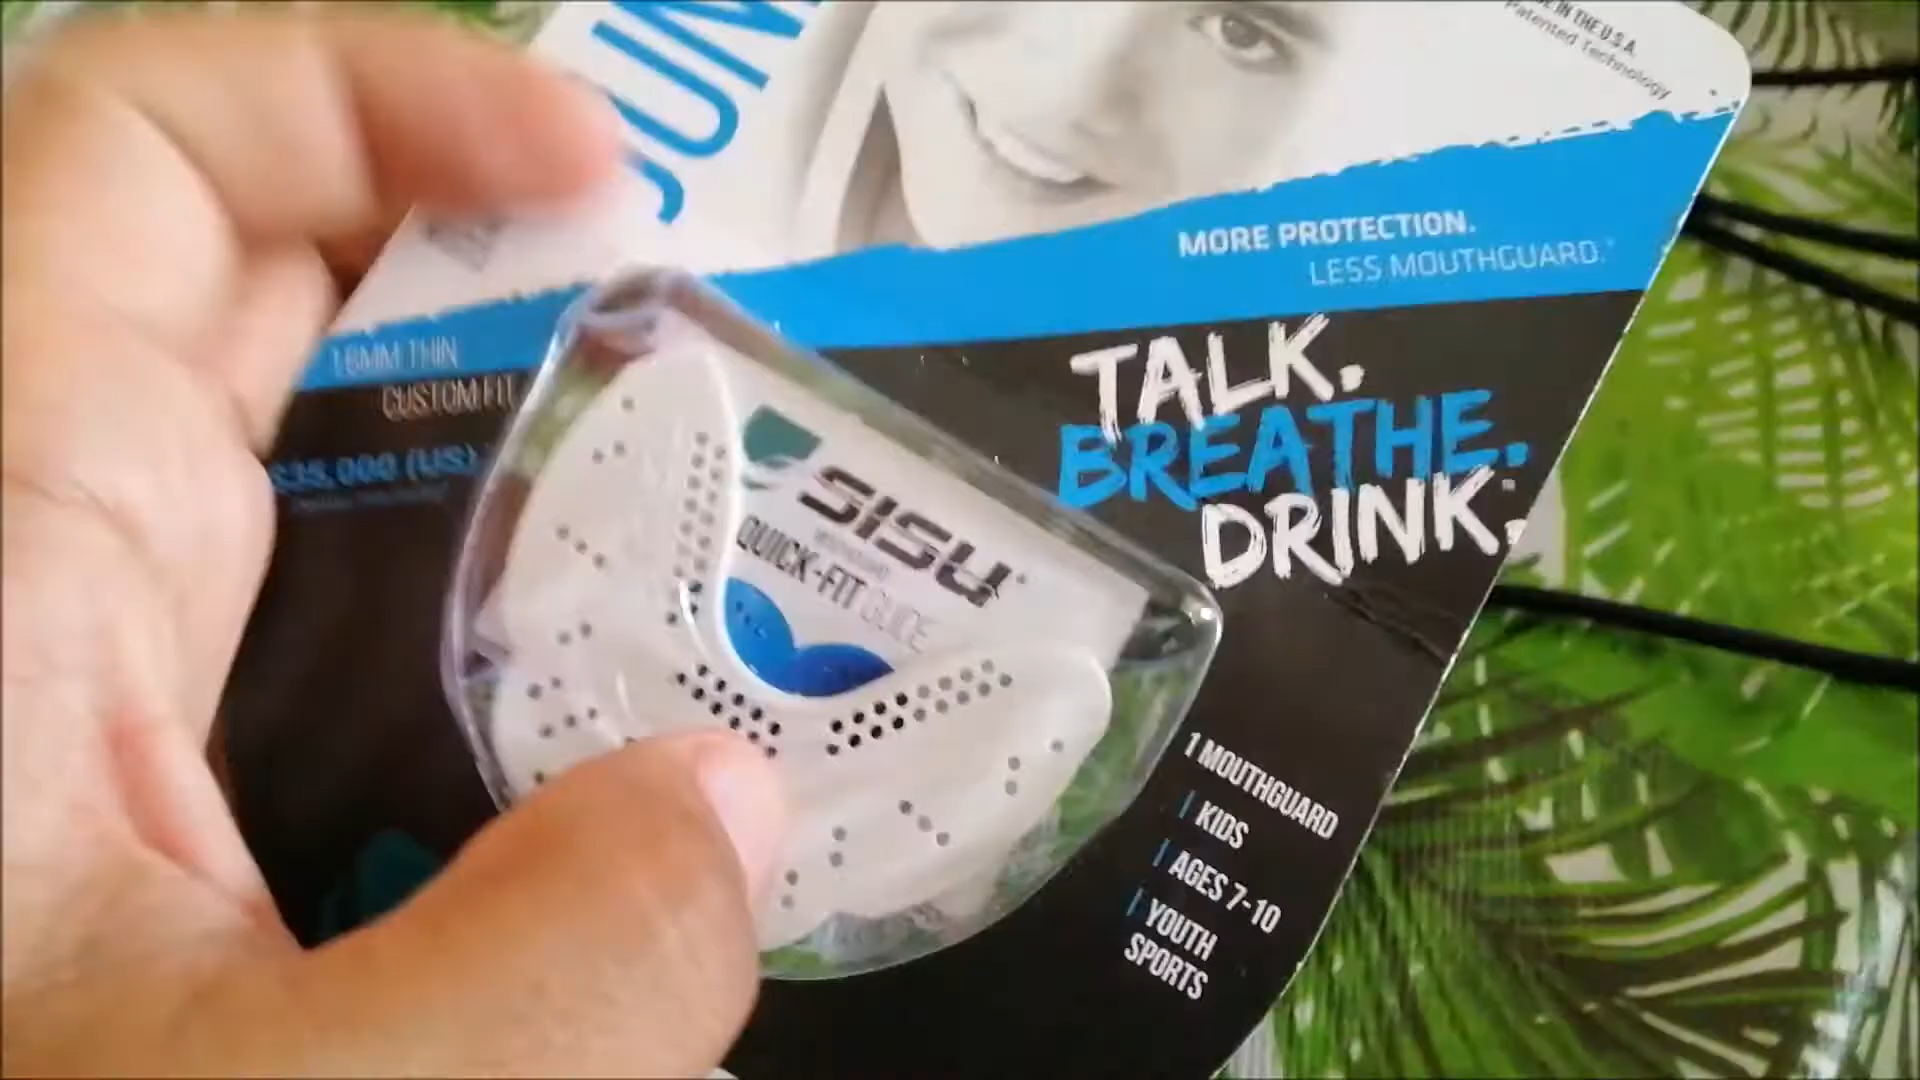 MADE IN THE U.S.A.
Patented Technology
MORE PROTECTION.
LESS MOUTHGUARD.
1.6MM THIN
CUSTOM FIT
$35,000 (US)
TALK.
BREATHE.
DRINK.
SISU
QUICK-FIT GUIDE
1 MOUTHGUARD
| KIDS
| AGES 7-10
| YOUTH
SPORTS